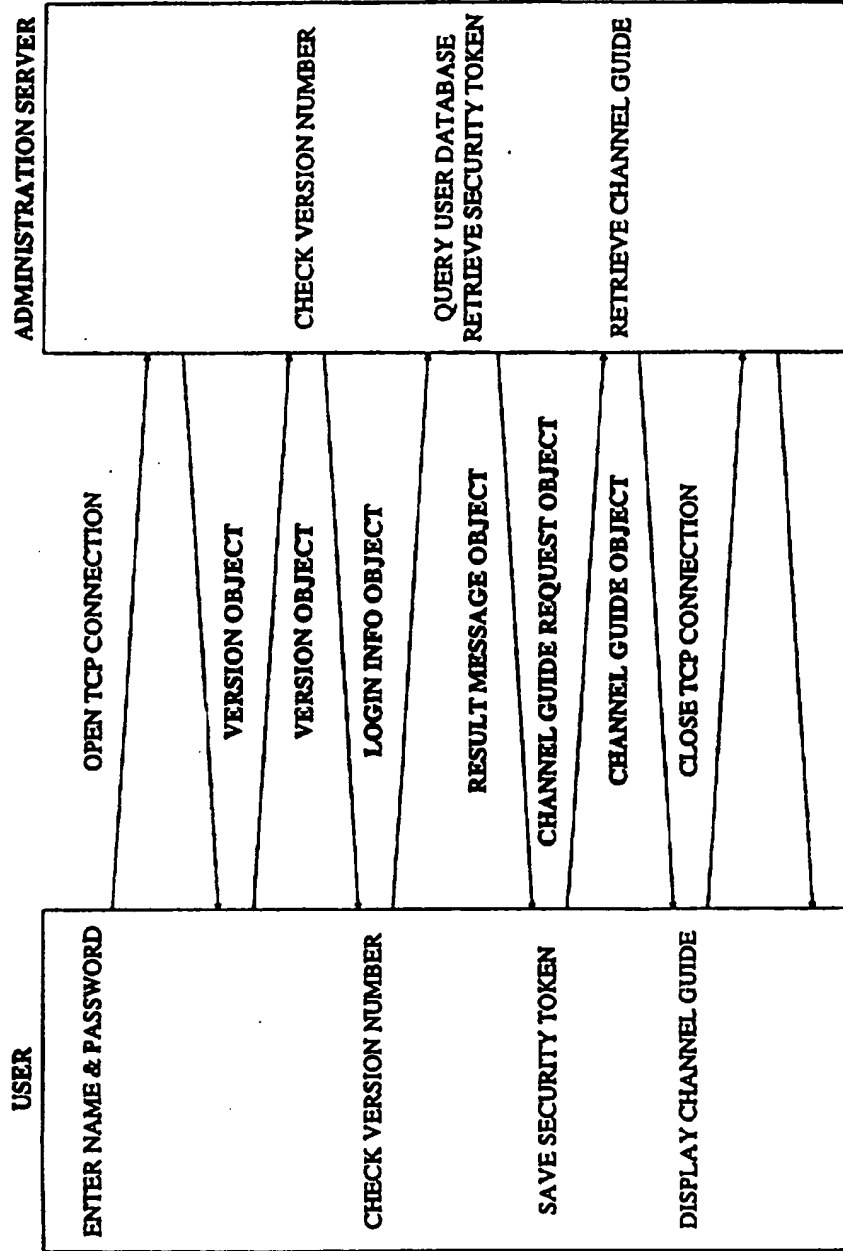 USER
ADMINISTRATION SERVER
ENTER NAME & PASSWORD
OPEN TCP CONNECTION
VERSION OBJECT
VERSION OBJECT
CHECK VERSION NUMBER
CHECK VERSION NUMBER
LOGIN INFO OBJECT
QUERY USER DATABASE
RETRIEVE SECURITY TOKEN
RESULT MESSAGE OBJECT
SAVE SECURITY TOKEN
CHANNEL GUIDE REQUEST OBJECT
RETRIEVE CHANNEL GUIDE
CHANNEL GUIDE OBJECT
DISPLAY CHANNEL GUIDE
CLOSE TCP CONNECTION